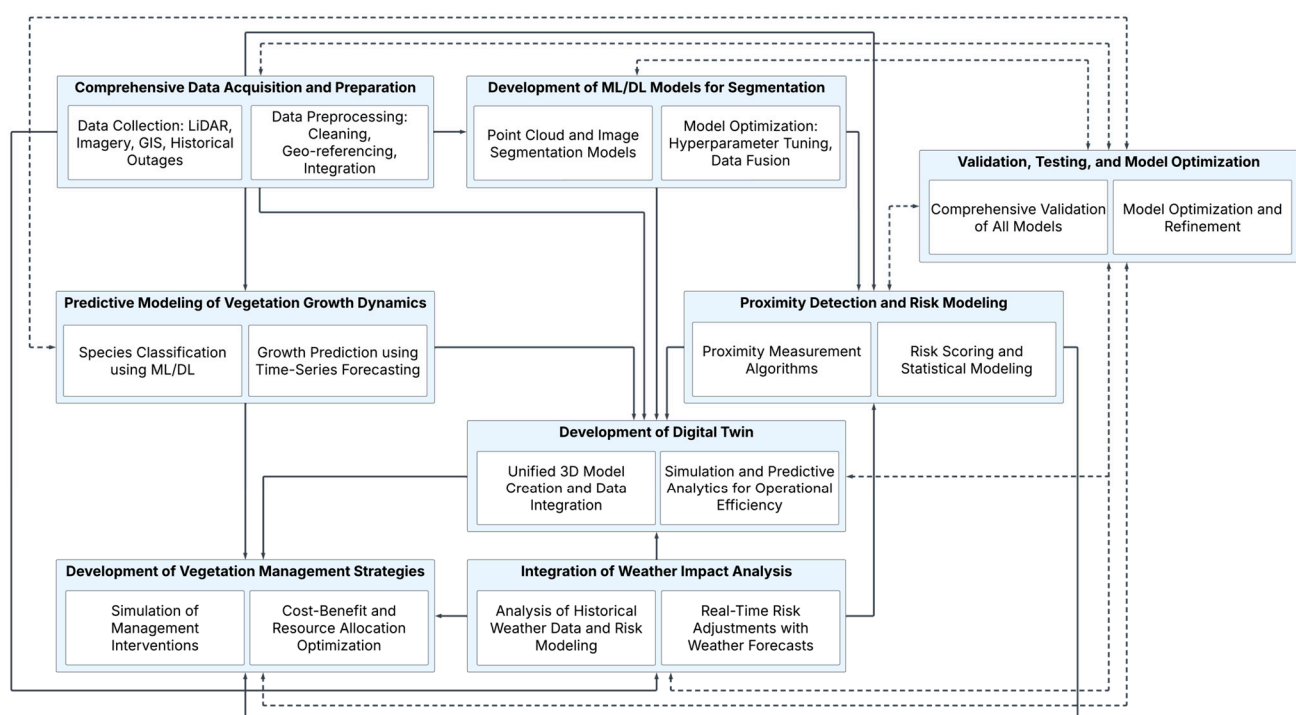 Comprehensive Data Acquisition and Preparation
Data Collection: LiDAR,
Imagery, GIS, Historical
Outages
Data Preprocessing:
Cleaning,
Geo-referencing,
Integration
Development of ML/DL Models for Segmentation
Point Cloud and Image
Segmentation Models
Model Optimization:
Hyperparameter Tuning,
Data Fusion
Validation, Testing, and Model Optimization
Comprehensive Validation
of All Models
Model Optimization and
Refinement
Predictive Modeling of Vegetation Growth Dynamics
Species Classification
using ML/DL
Growth Prediction using
Time-Series Forecasting
Proximity Detection and Risk Modeling
Proximity Measurement
Algorithms
Risk Scoring and
Statistical Modeling
Development of Digital Twin
Unified 3D Model
Creation and Data
Integration
Simulation and Predictive
Analytics for Operational
Efficiency
Development of Vegetation Management Strategies
Simulation of
Management
Interventions
Cost-Benefit and
Resource Allocation
Optimization
Integration of Weather Impact Analysis
Analysis of Historical
Weather Data and Risk
Modeling
Real-Time Risk
Adjustments with
Weather Forecasts